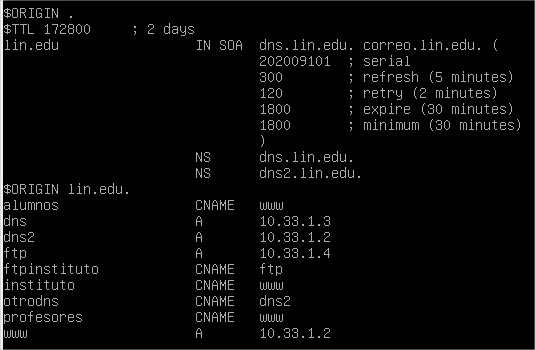 $ORIGIN .
$TTL 172800 ; 2 days
lin.edu IN SOA dns.lin.edu. correo.lin.edu. (
202009101 ; serial
300 ; refresh (5 minutes)
120 ; retry (2 minutes)
1800 ; expire (30 minutes)
1800 ; minimum (30 minutes)
)
NS dns.lin.edu.
NS dns2.lin.edu.
$ORIGIN lin.edu.
alumnos CNAME www
dns A 10.33.1.3
dns2 A 10.33.1.2
ftp A 10.33.1.4
ftpinstituto CNAME ftp
instituto CNAME www
otrodns CNAME dns2
profesores CNAME www
www A 10.33.1.2